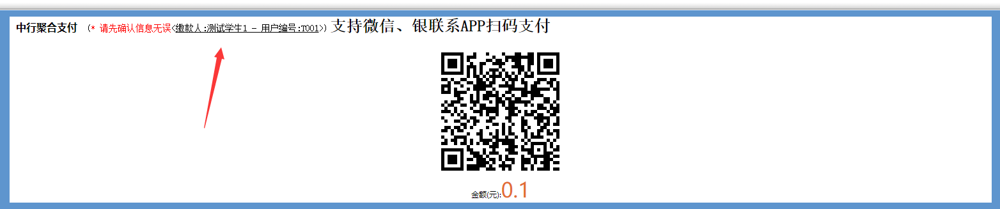 中行聚合支付 (* 请先确认信息无误<缴款人:测试学生1 - 用户编号:T001>) 支持微信、银联系APP扫码支付
金额(元):0.1